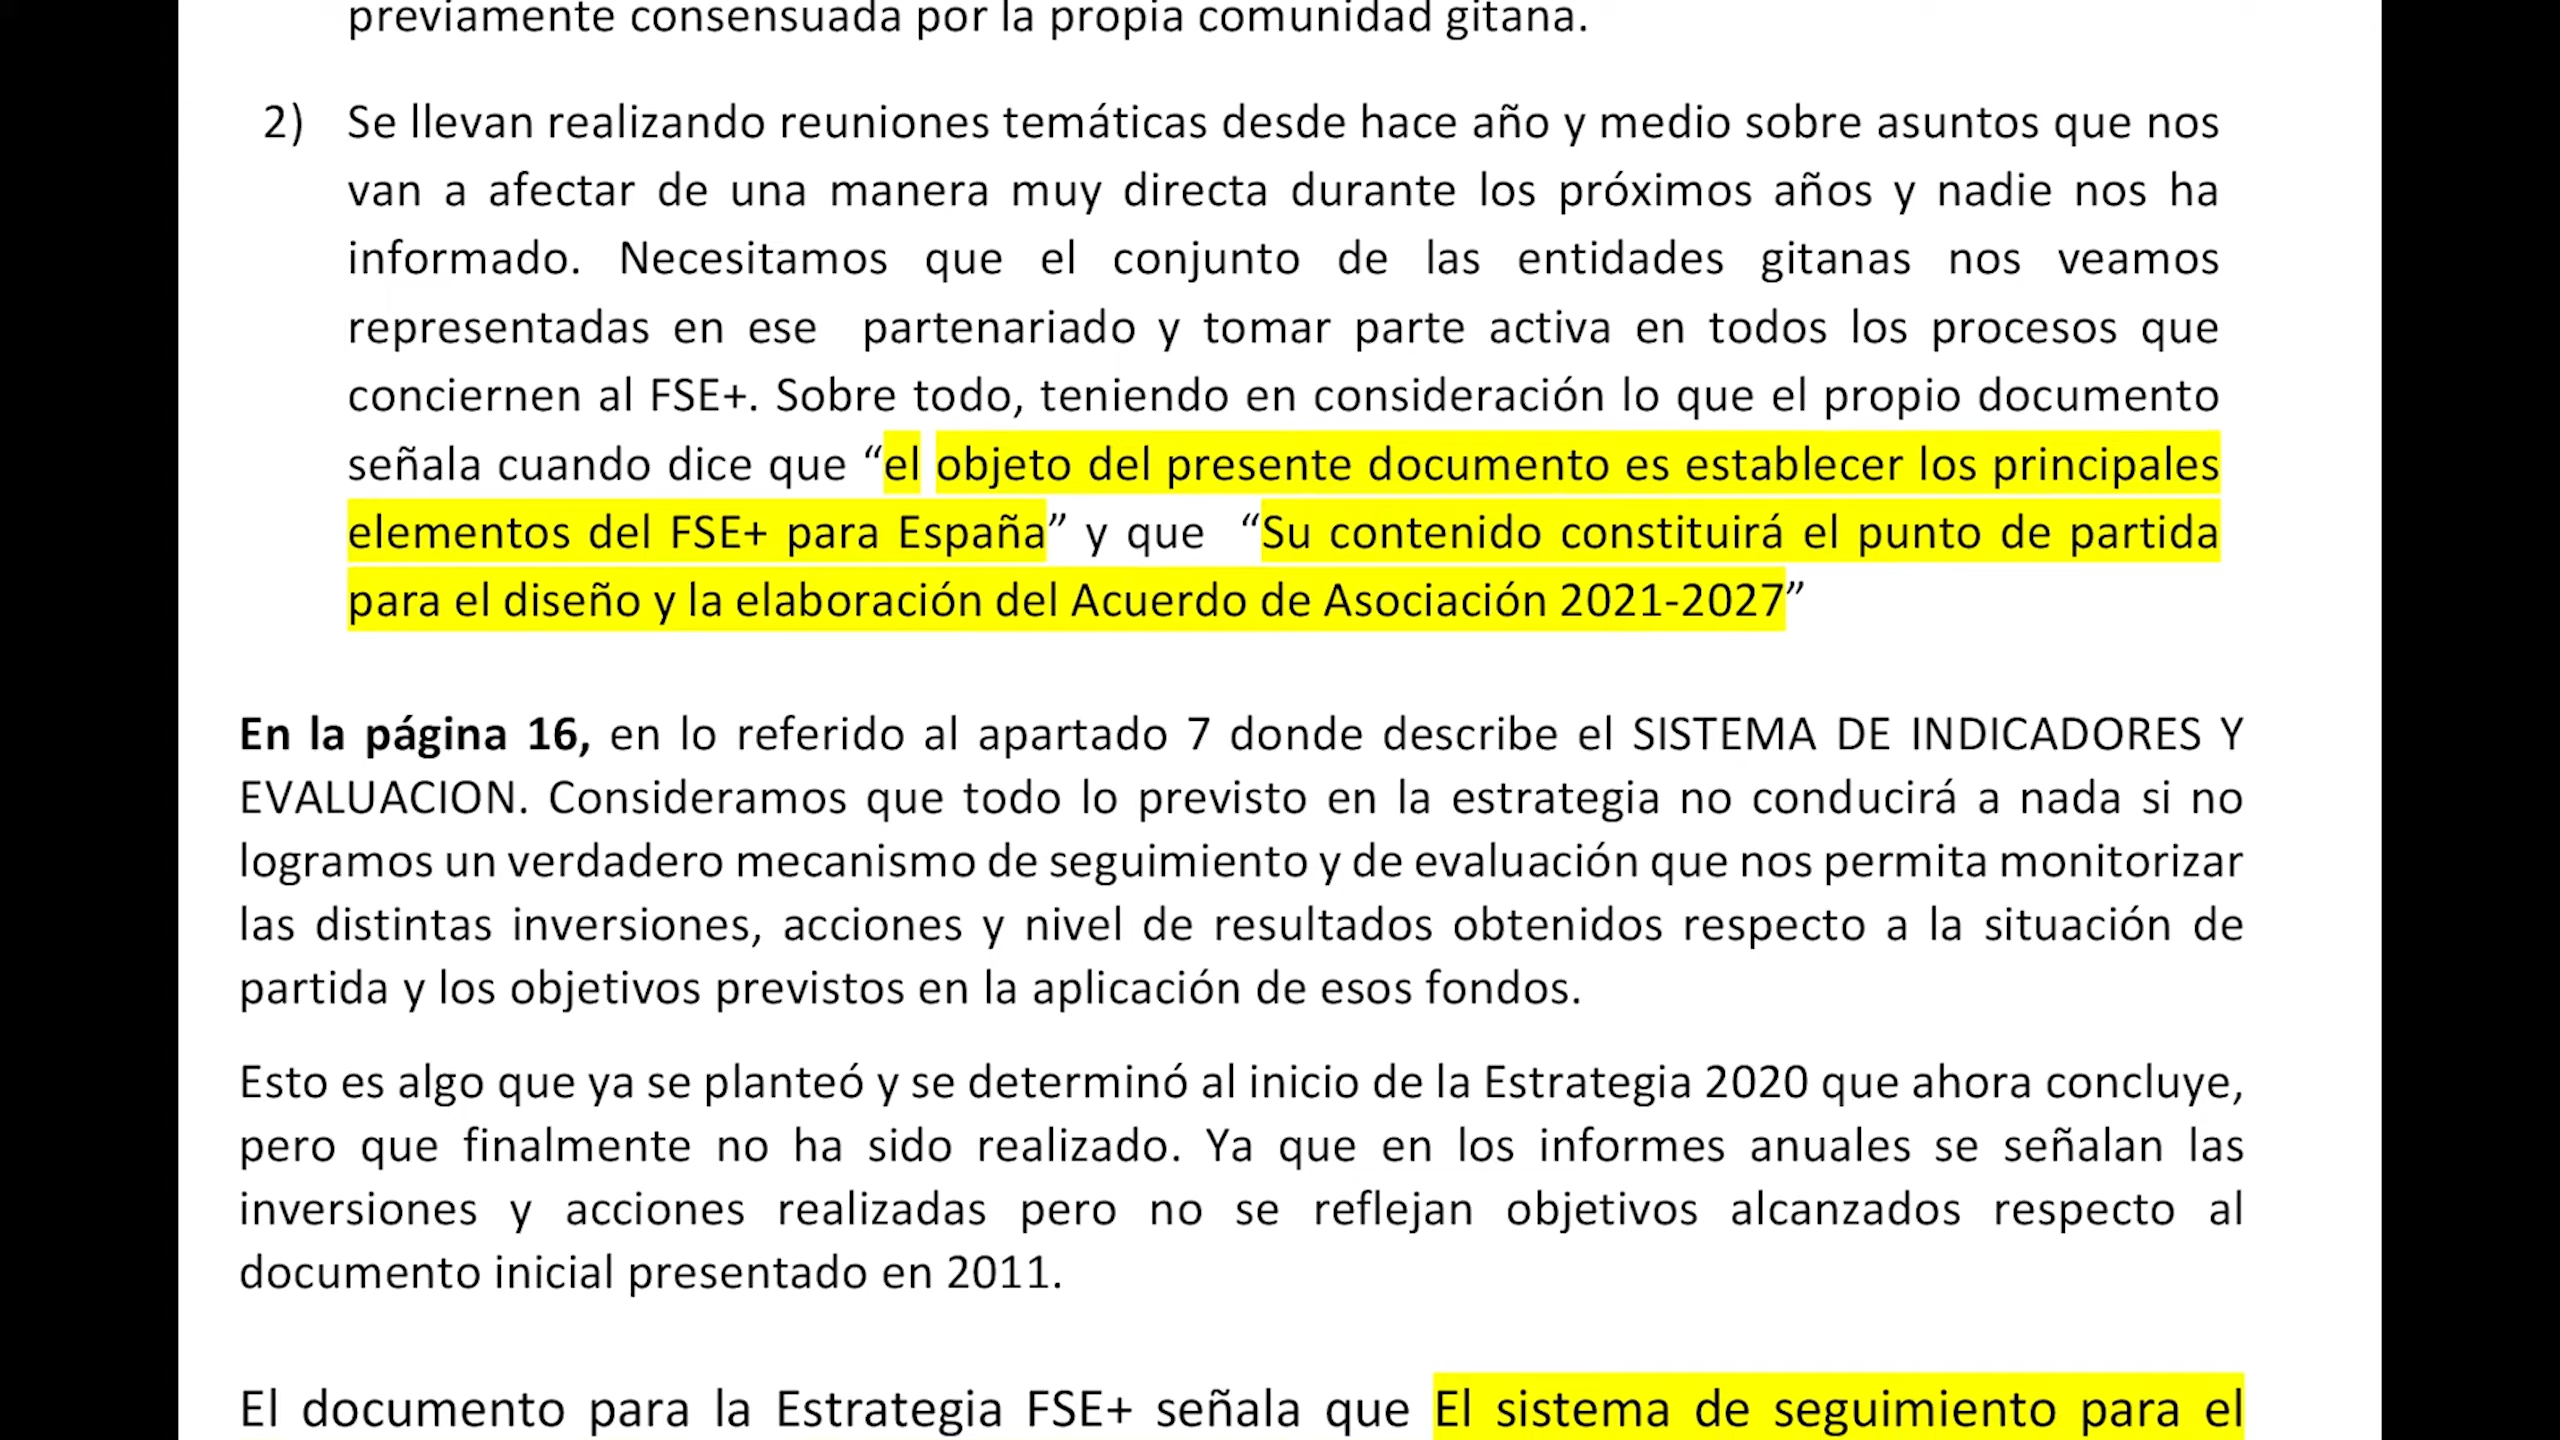 previamente consensuada por la propia comunidad gitana.
2) Se llevan realizando reuniones temáticas desde hace año y medio sobre asuntos que nos
van a afectar de una manera muy directa durante los próximos años y nadie nos ha
informado. Necesitamos que el conjunto de las entidades gitanas nos veamos
representadas en ese partenariado y tomar parte activa en todos los procesos que
conciernen al FSE+. Sobre todo, teniendo en consideración lo que el propio documento
señala cuando dice que “el objeto del presente documento es establecer los principales
elementos del FSE+ para España” y que “Su contenido constituirá el punto de partida
para el diseño y la elaboración del Acuerdo de Asociación 2021-2027”
En la página 16, en lo referido al apartado 7 donde describe el SISTEMA DE INDICADORES Y
EVALUACION. Consideramos que todo lo previsto en la estrategia no conducirá a nada si no
logramos un verdadero mecanismo de seguimiento y de evaluación que nos permita monitorizar
las distintas inversiones, acciones y nivel de resultados obtenidos respecto a la situación de
partida y los objetivos previstos en la aplicación de esos fondos.
Esto es algo que ya se planteó y se determinó al inicio de la Estrategia 2020 que ahora concluye,
pero que finalmente no ha sido realizado. Ya que en los informes anuales se señalan las
inversiones y acciones realizadas pero no se reflejan objetivos alcanzados respecto al
documento inicial presentado en 2011.
El documento para la Estrategia FSE+ señala que El sistema de seguimiento para el